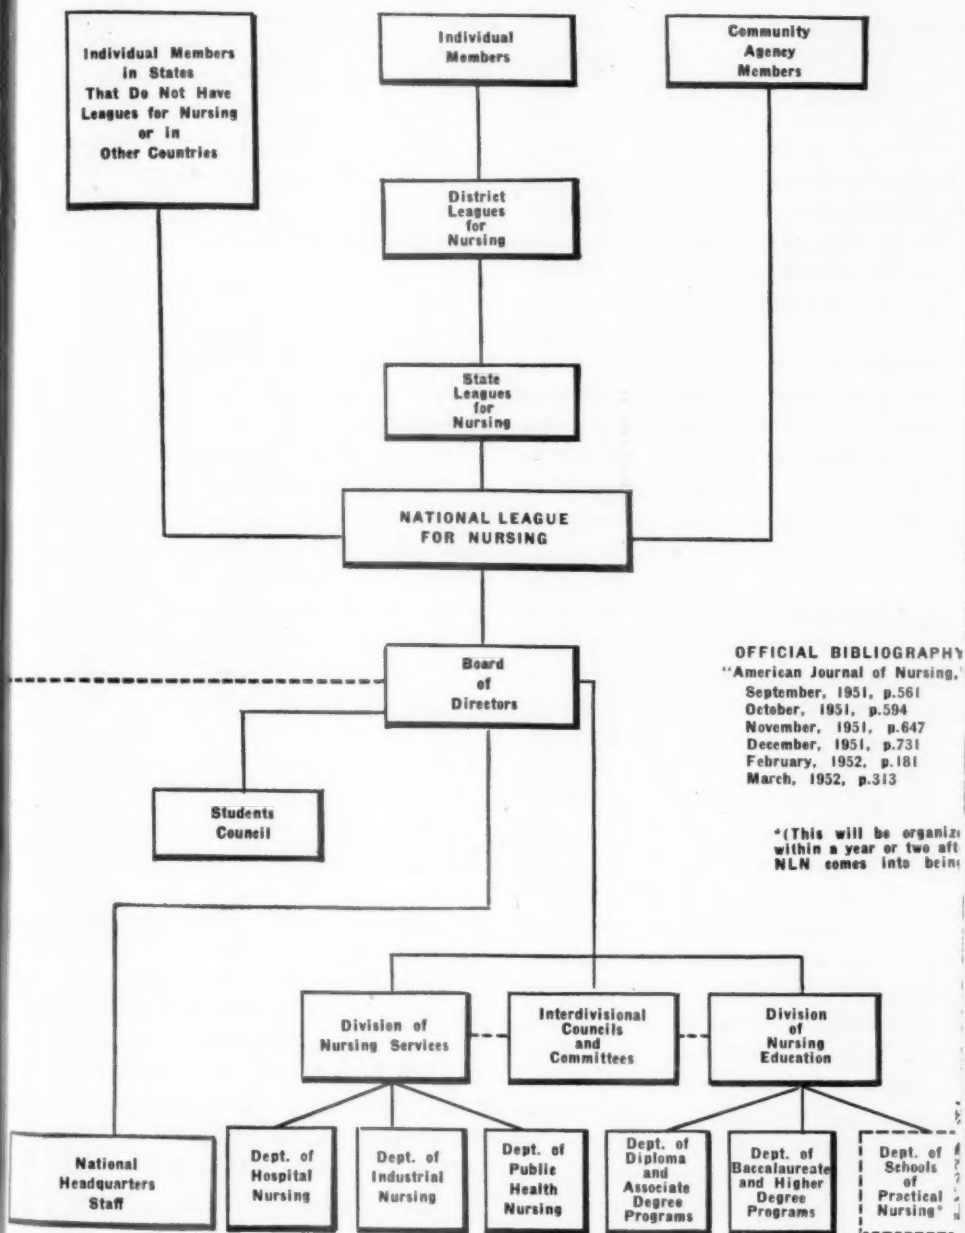 Individual Members
in States
That Do Not Have
Leagues for Nursing
or in
Other Countries
Individual
Members
Community
Agency
Members
District
Leagues
for
Nursing
State
Leagues
for
Nursing
NATIONAL LEAGUE
FOR NURSING
Board
of
Directors
OFFICIAL BIBLIOGRAPHY
"American Journal of Nursing,"
September, 1951, p.561
October, 1951, p.594
November, 1951, p.647
December, 1951, p.731
February, 1952, p.181
March, 1952, p.313
Students
Council
*(This will be organiz
within a year or two aft
NLN comes into being
Division of
Nursing Services
Interdivisional
Councils
and
Committees
Division
of
Nursing
Education
National
Headquarters
Staff
Dept. of
Hospital
Nursing
Dept. of
Industrial
Nursing
Dept. of
Public
Health
Nursing
Dept. of
Diploma
and
Associate
Degree
Programs
Dept. of
Baccalaureate
and Higher
Degree
Programs
Dept. of
Schools
of
Practical
Nursing*